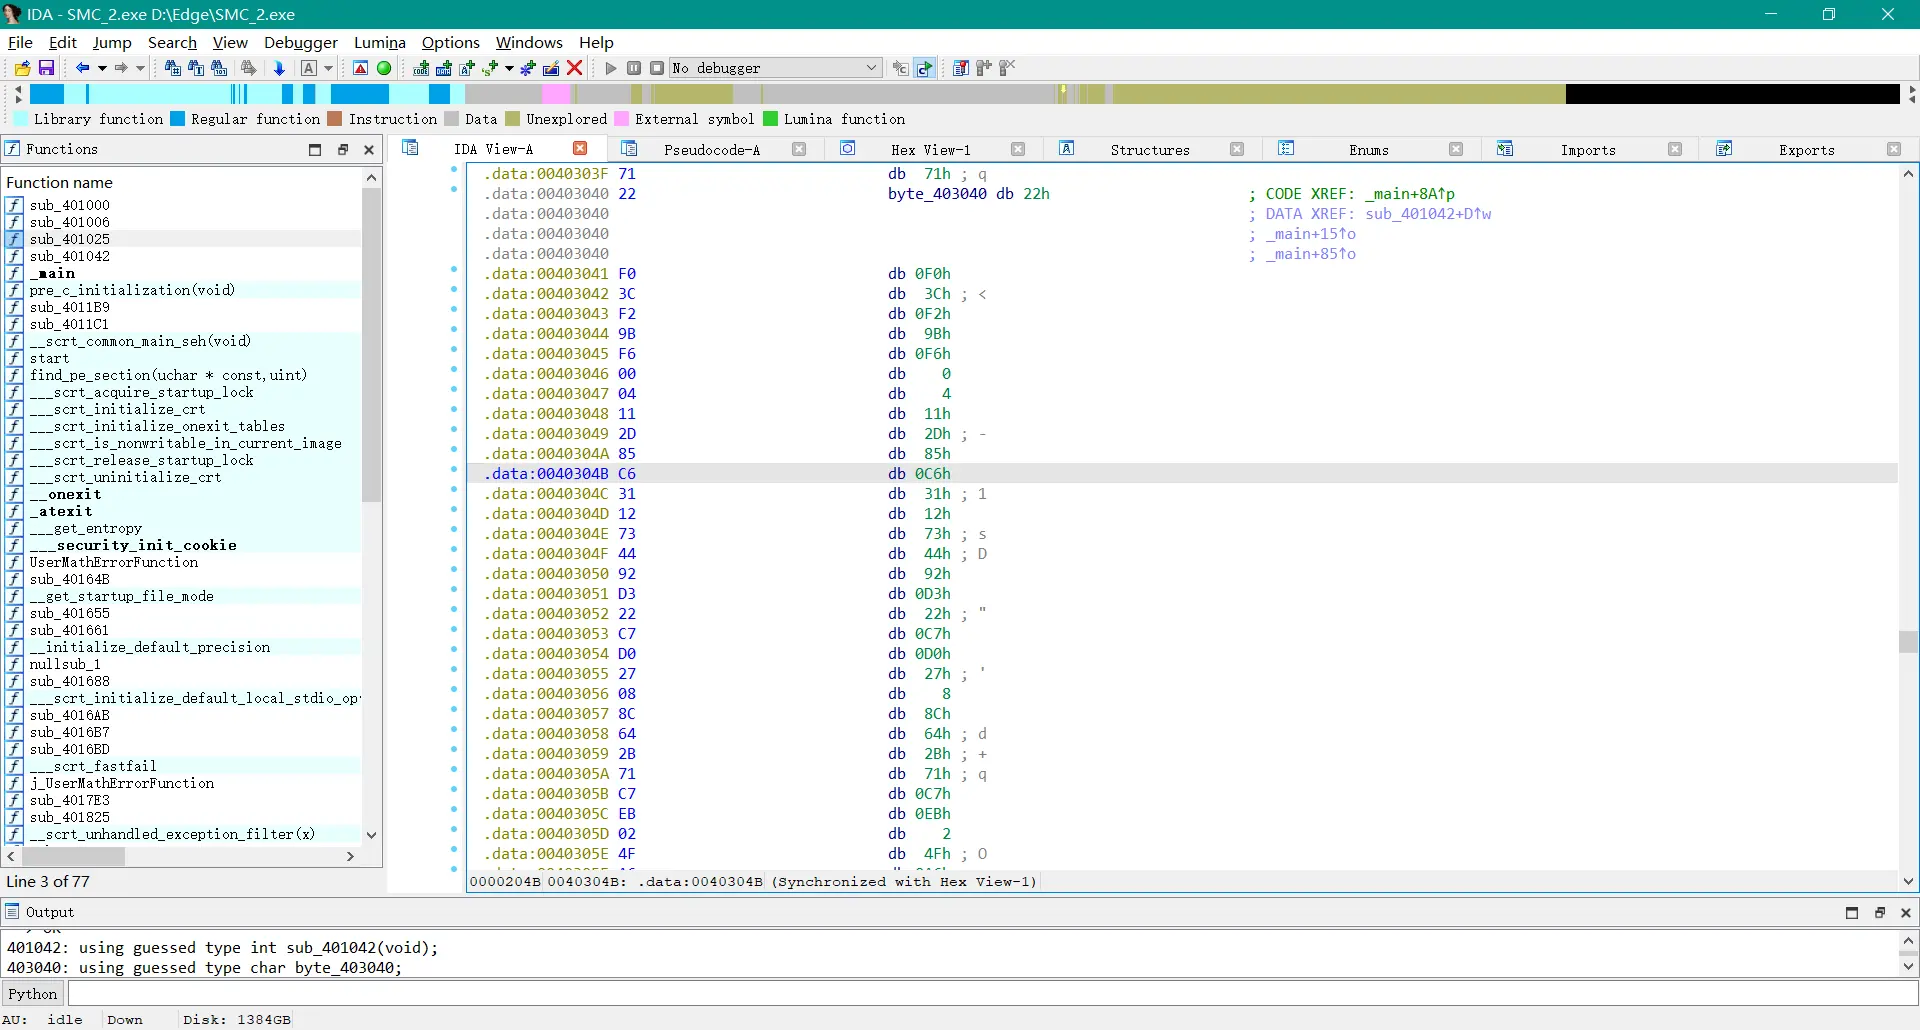 IDA - SMC_2.exe D:\Edge\SMC_2.exe
File Edit Jump Search View Debugger Lumina Options Windows Help
No debugger
Library function Regular function Instruction Data Unexplored External symbol Lumina function
Functions
Function name
sub_401000
sub_401006
sub_401025
sub_401042
_main
pre_c_initialization(void)
sub_4011B9
sub_4011C1
__scrt_common_main_seh(void)
start
find_pe_section(uchar * const,uint)
___scrt_acquire_startup_lock
___scrt_initialize_crt
___scrt_initialize_onexit_tables
___scrt_is_nonwritable_in_current_image
___scrt_release_startup_lock
___scrt_uninitialize_crt
__onexit
_atexit
___get_entropy
___security_init_cookie
UserMathErrorFunction
sub_40164B
__get_startup_file_mode
sub_401655
sub_401661
__initialize_default_precision
nullsub_1
sub_401688
___scrt_initialize_default_local_stdio_op
sub_4016AB
sub_4016B7
sub_4016BD
___scrt_fastfail
j_UserMathErrorFunction
sub_4017E3
sub_401825
__scrt_unhandled_exception_filter(x)
Line 3 of 77
IDA View-A Pseudocode-A Hex View-1 Structures Enums Imports Exports
.data:0040303F 71 db 71h ; q
.data:00403040 22 byte_403040 db 22h ; CODE XREF: _main+8A↑p
.data:00403040 ; DATA XREF: sub_401042+D↑w
.data:00403040 ; _main+15↑o
.data:00403040 ; _main+85↑o
.data:00403041 F0 db 0F0h
.data:00403042 3C db 3Ch ; <
.data:00403043 F2 db 0F2h
.data:00403044 9B db 9Bh
.data:00403045 F6 db 0F6h
.data:00403046 00 db 0
.data:00403047 04 db 4
.data:00403048 11 db 11h
.data:00403049 2D db 2Dh ; -
.data:0040304A 85 db 85h
.data:0040304B C6 db 0C6h
.data:0040304C 31 db 31h ; 1
.data:0040304D 12 db 12h
.data:0040304E 73 db 73h ; s
.data:0040304F 44 db 44h ; D
.data:00403050 92 db 92h
.data:00403051 D3 db 0D3h
.data:00403052 22 db 22h ; "
.data:00403053 C7 db 0C7h
.data:00403054 D0 db 0D0h
.data:00403055 27 db 27h ; '
.data:00403056 08 db 8
.data:00403057 8C db 8Ch
.data:00403058 64 db 64h ; d
.data:00403059 2B db 2Bh ; +
.data:0040305A 71 db 71h ; q
.data:0040305B C7 db 0C7h
.data:0040305C EB db 0EBh
.data:0040305D 02 db 2
.data:0040305E 4F db 4Fh ; O
0000204B 0040304B: .data:0040304B (Synchronized with Hex View-1)
Output
401042: using guessed type int sub_401042(void);
403040: using guessed type char byte_403040;
Python
AU: idle Down Disk: 1384GB